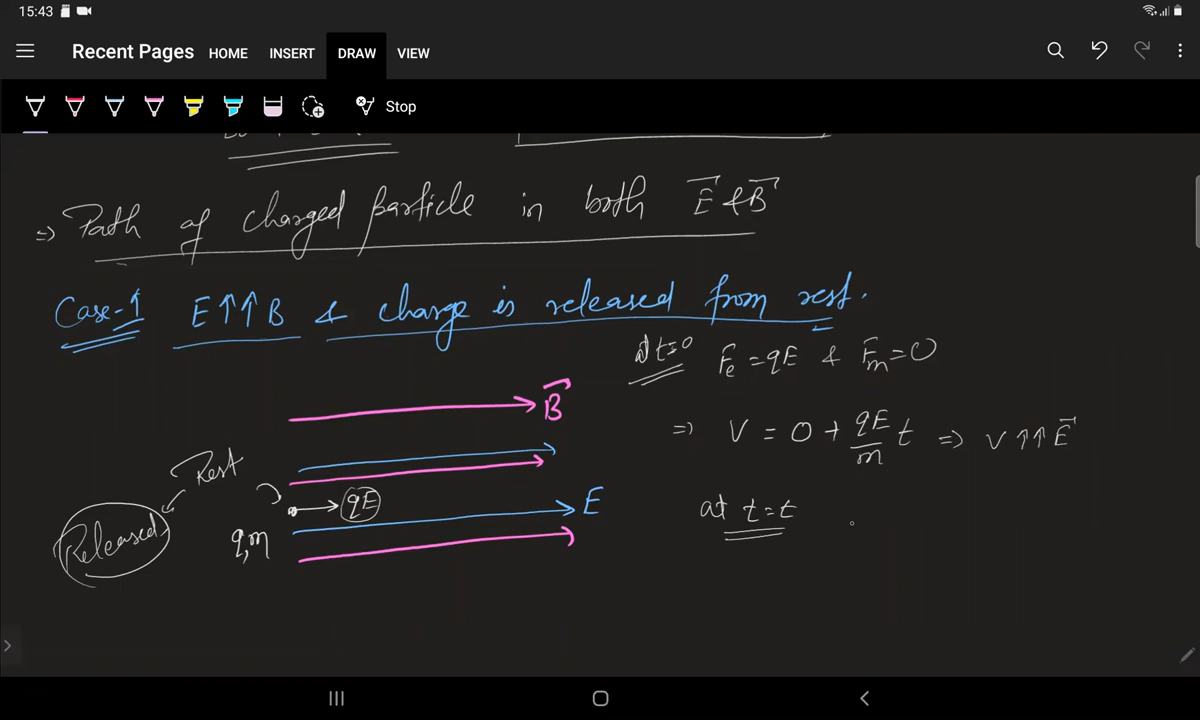 15:43
Recent Pages HOME INSERT DRAW VIEW
Stop
⇒ Path of charged particle in both E⃗ & B⃗
Case-1 E↑↑B & charge is released from rest.
at t=0 Fe = qE & Fm = 0
B⃗
⇒ V = 0 + qE/m t ⇒ V↑↑E⃗
Rest
qE
E
at t=t
Released
q,m